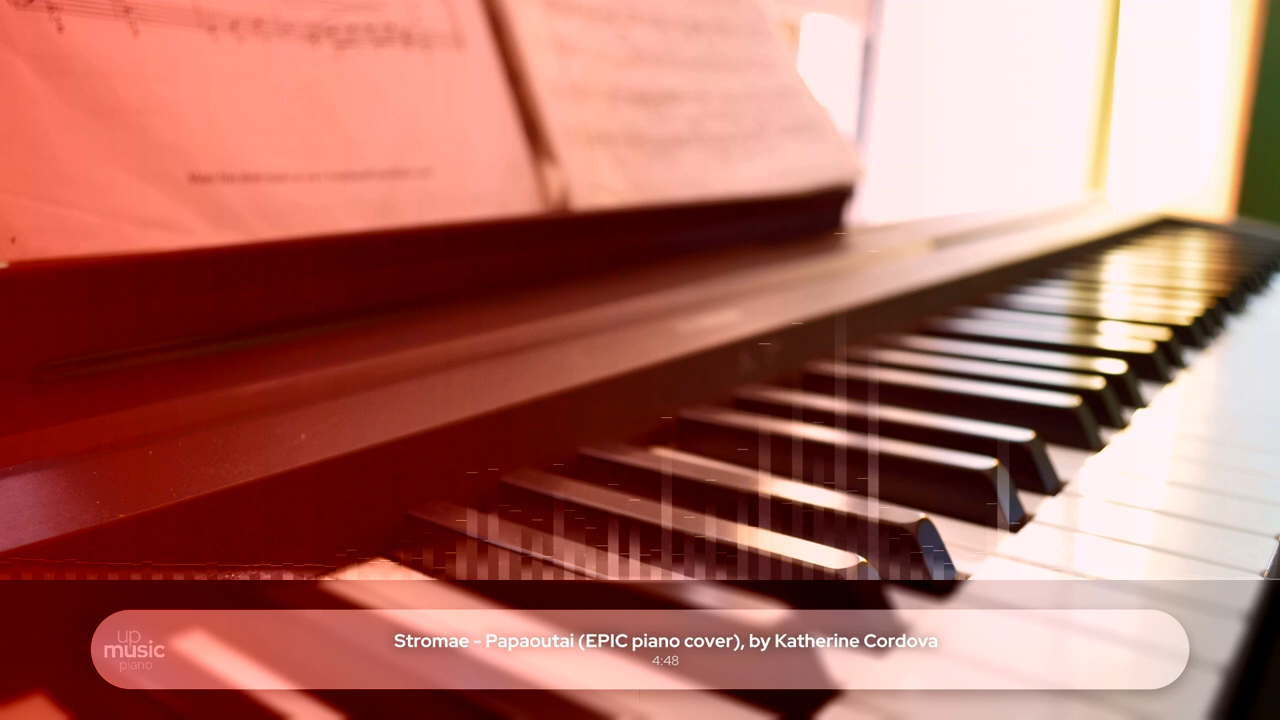 Stromae - Papaoutai (EPIC piano cover), by Katherine Cordova
4:48
up
music
piano